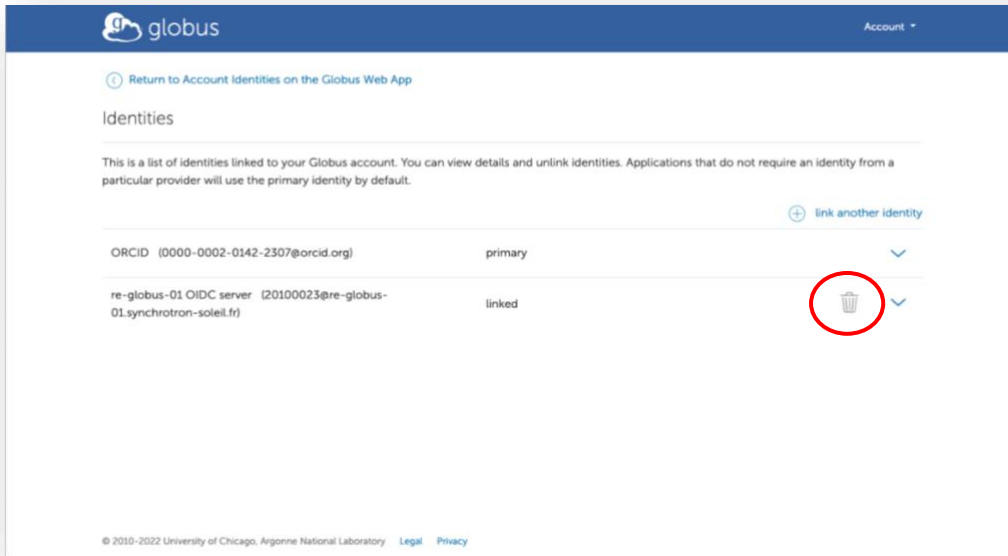 globus
Account
Return to Account Identities on the Globus Web App
Identities
This is a list of identities linked to your Globus account. You can view details and unlink identities. Applications that do not require an identity from a
particular provider will use the primary identity by default.
link another identity
ORCID (0000-0002-0142-2307@orcid.org) primary
re-globus-01 OIDC server (20100023@re-globus-
01.synchrotron-soleil.fr) linked
© 2010-2022 University of Chicago, Argonne National Laboratory Legal Privacy